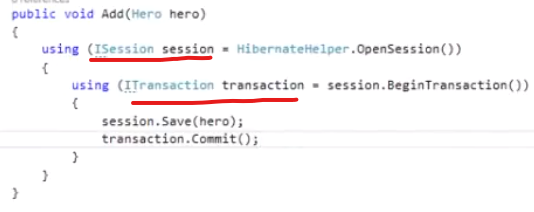 public void Add(Hero hero)
{
using (ISession session = HibernateHelper.OpenSession())
{
using (ITransaction transaction = session.BeginTransaction())
{
session.Save(hero);
transaction.Commit();
}
}
}